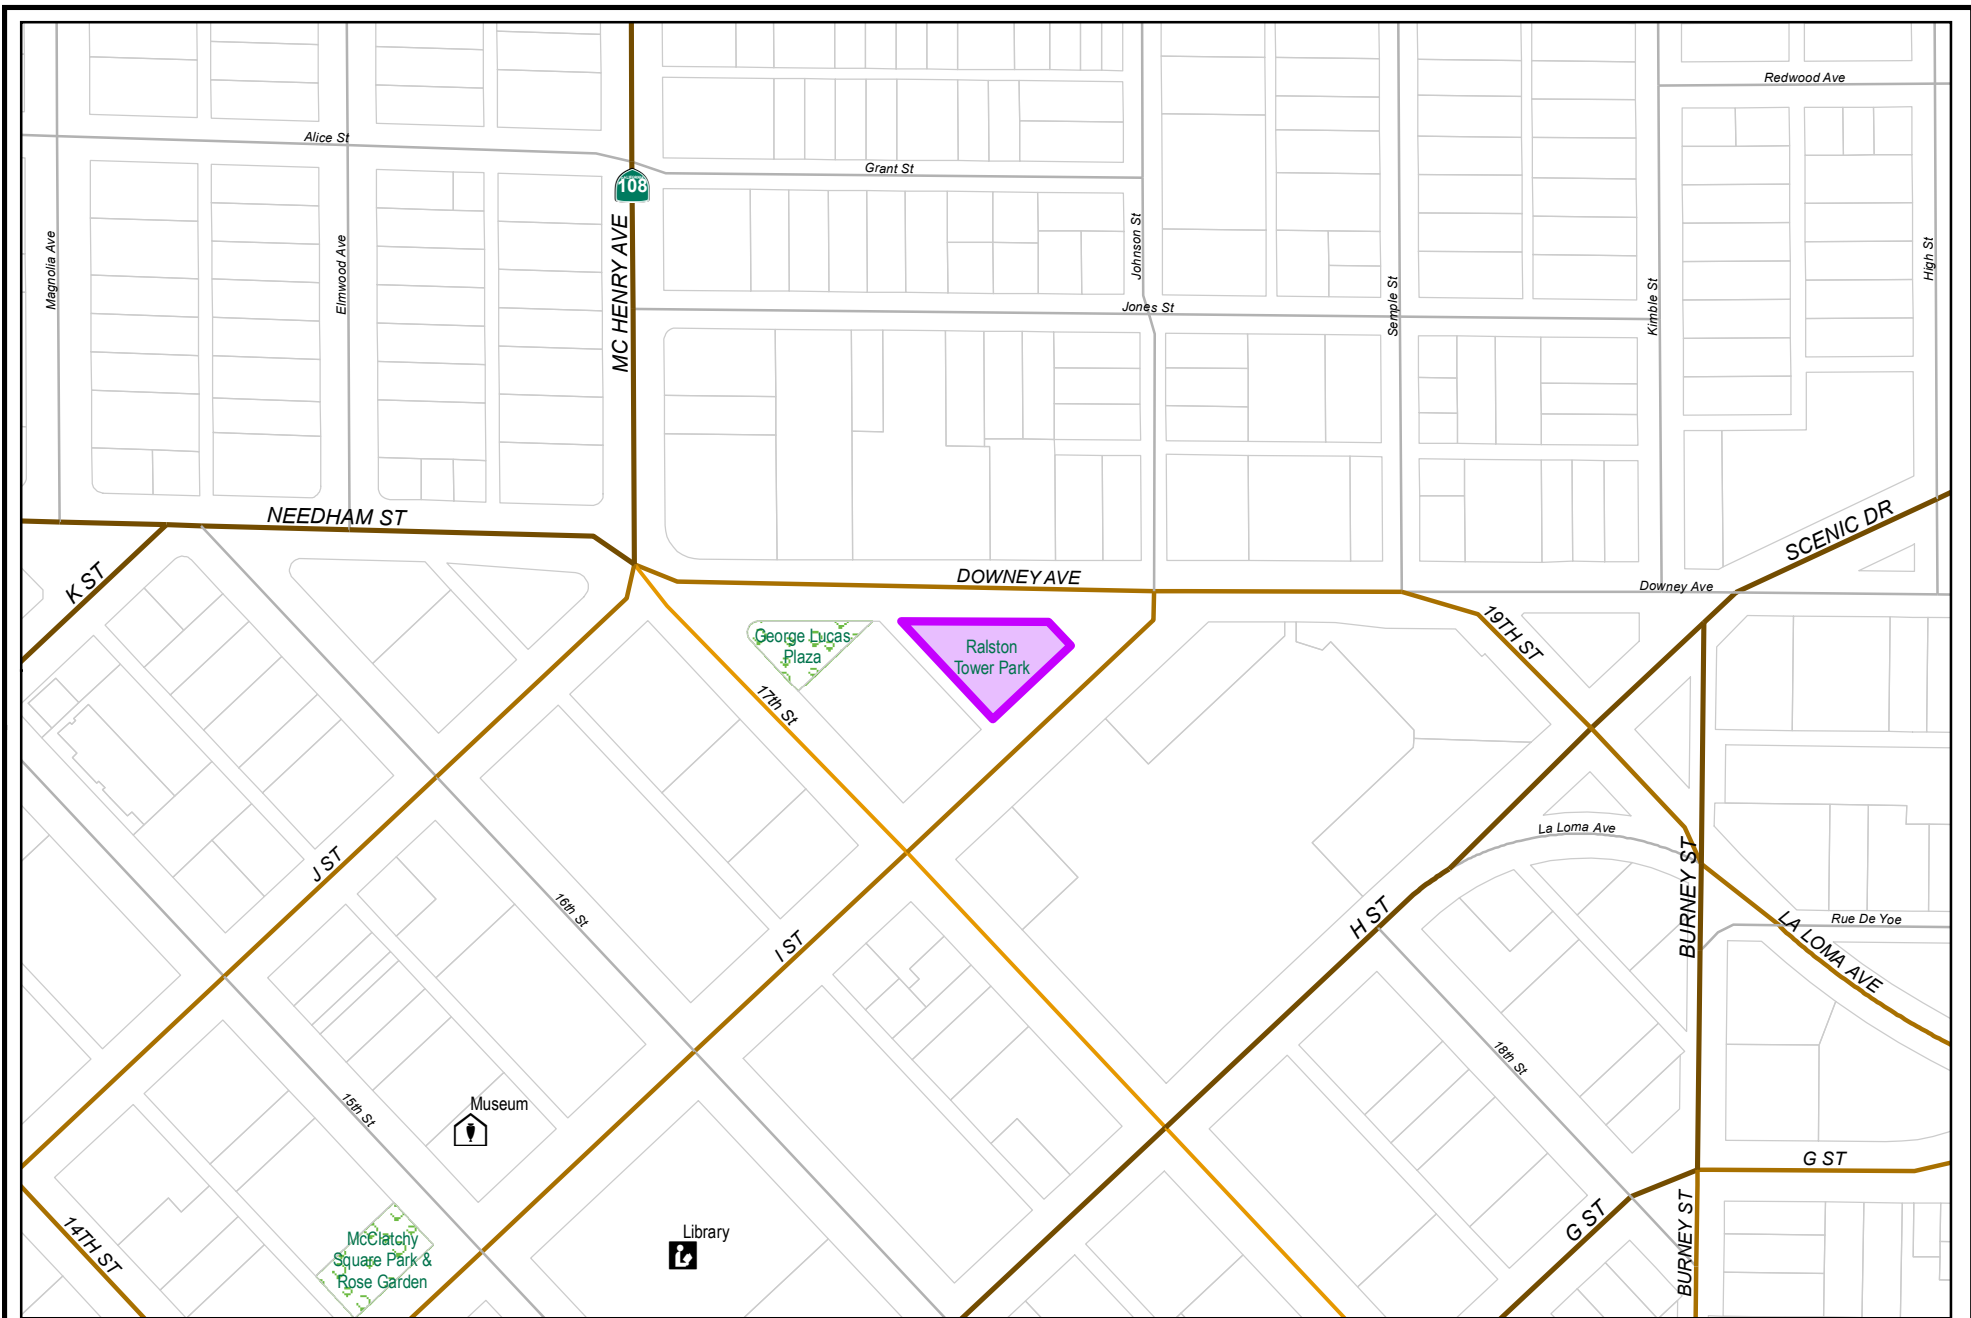 Redwood Ave
Alice St
Grant St
108
Magnolia Ave
Elmwood Ave
MC HENRY AVE
Johnson St
Jones St
Semple St
Kimble St
High St
NEEDHAM ST
SCENIC DR
K ST
DOWNEY AVE
Downey Ave
19TH ST
George Lucas
Plaza
Ralston
Tower Park
17th St
La Loma Ave
J ST
16th St
I ST
H ST
BURNEY ST
Rue De Yoe
LA LOMA AVE
18th St
15th St
Museum
G ST
14TH ST
McClatchy
Square Park &
Rose Garden
Library
G ST
BURNEY ST